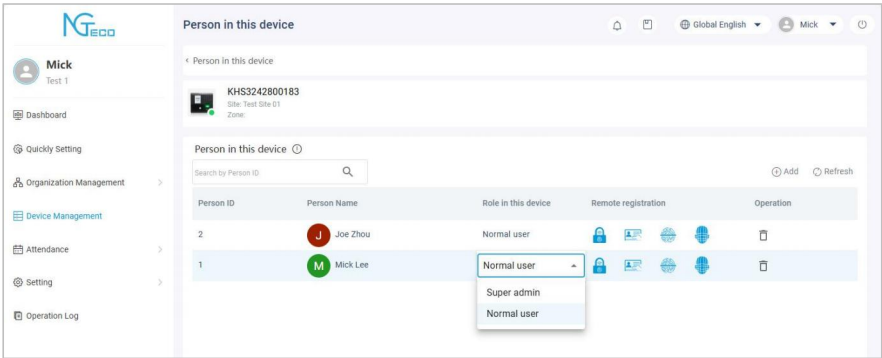 NGTeco
Person in this device
Global English
Mick
Mick
Test 1
Person in this device
KHS3242800183
Site: Test Site 01
Zone:
Dashboard
Quickly Setting
Organization Management
Device Management
Attendance
Setting
Operation Log
Person in this device
Search by Person ID
Add
Refresh
Person ID Person Name Role in this device Remote registration Operation
2 J Joe Zhou Normal user
1 M Mick Lee Normal user
Super admin
Normal user